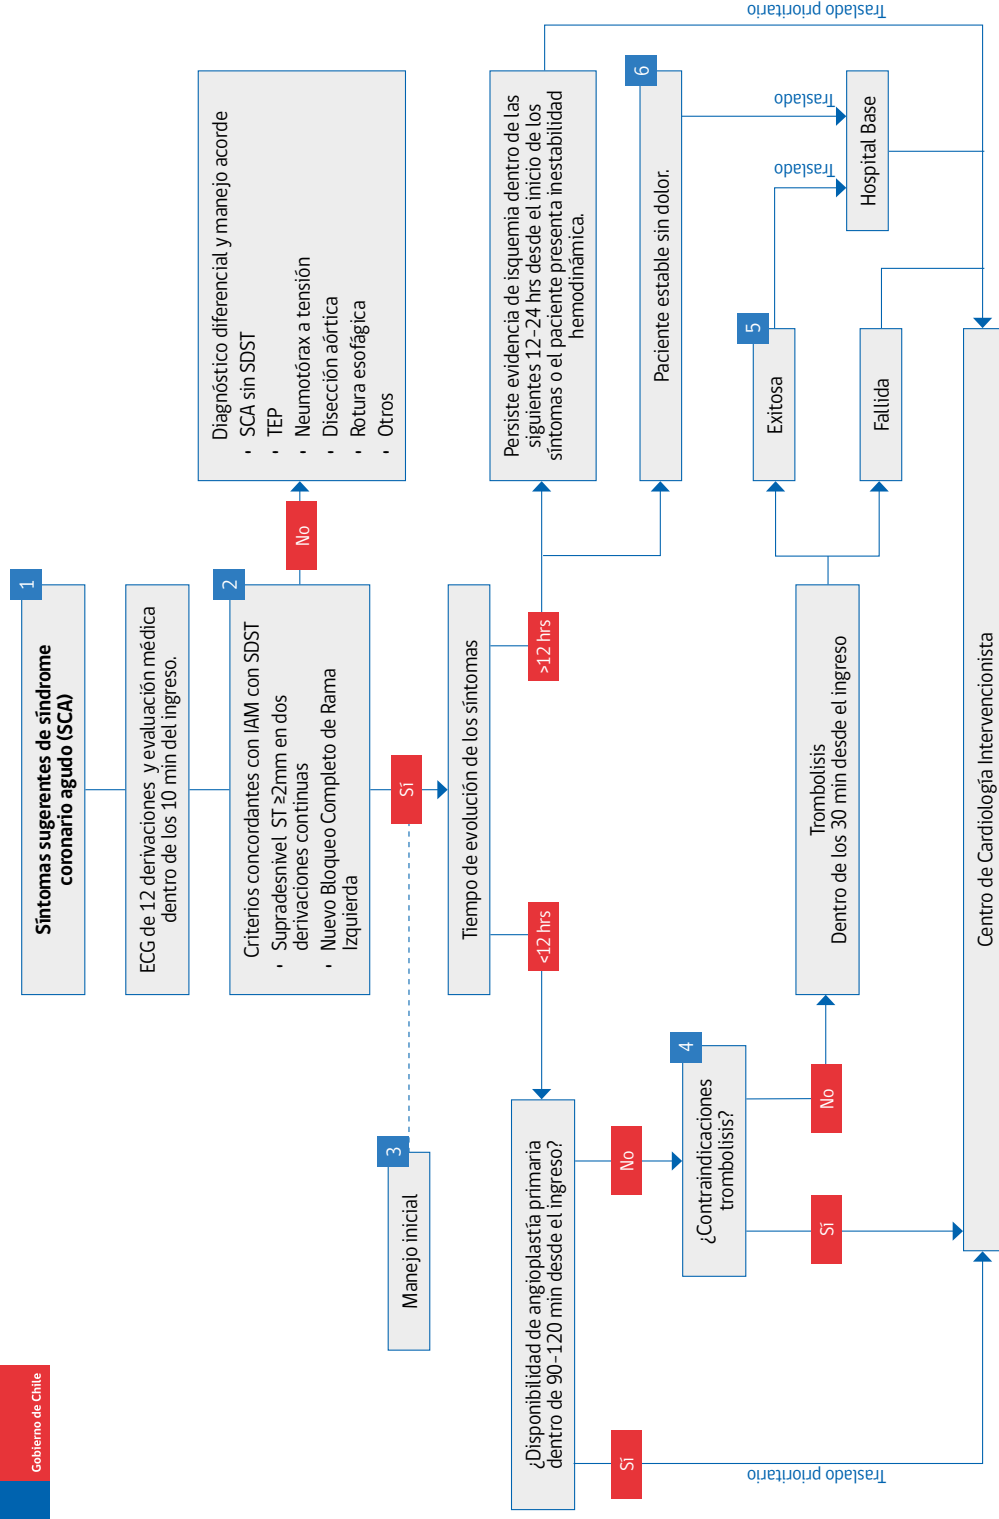 Gobierno de Chile
1
Síntomas sugerentes de síndrome
coronario agudo (SCA)
ECG de 12 derivaciones y evaluación médica
dentro de los 10 min del ingreso.
2
Criterios concordantes con IAM con SDST
- Supradesnivel ST ≥2mm en dos
derivaciones continuas
- Nuevo Bloqueo Completo de Rama
Izquierda
No
Diagnóstico diferencial y manejo acorde
- SCA sin SDST
- TEP
- Neumotórax a tensión
- Disección aórtica
- Rotura esofágica
- Otros
3
Manejo inicial
Sí
Tiempo de evolución de los síntomas
<12 hrs
>12 hrs
¿Disponibilidad de angioplastía primaria
dentro de 90-120 min desde el ingreso?
Persiste evidencia de isquemia dentro de las
siguientes 12-24 hrs desde el inicio de los
síntomas o el paciente presenta inestabilidad
hemodinámica.
Sí
No
6
Paciente estable sin dolor.
4
¿Contraindicaciones
trombolisis?
Sí
No
Trombolisis
Dentro de los 30 min desde el ingreso
5
Exitosa
Fallida
Traslado
Traslado
Hospital Base
Traslado prioritario
Traslado prioritario
Centro de Cardiología Intervencionista